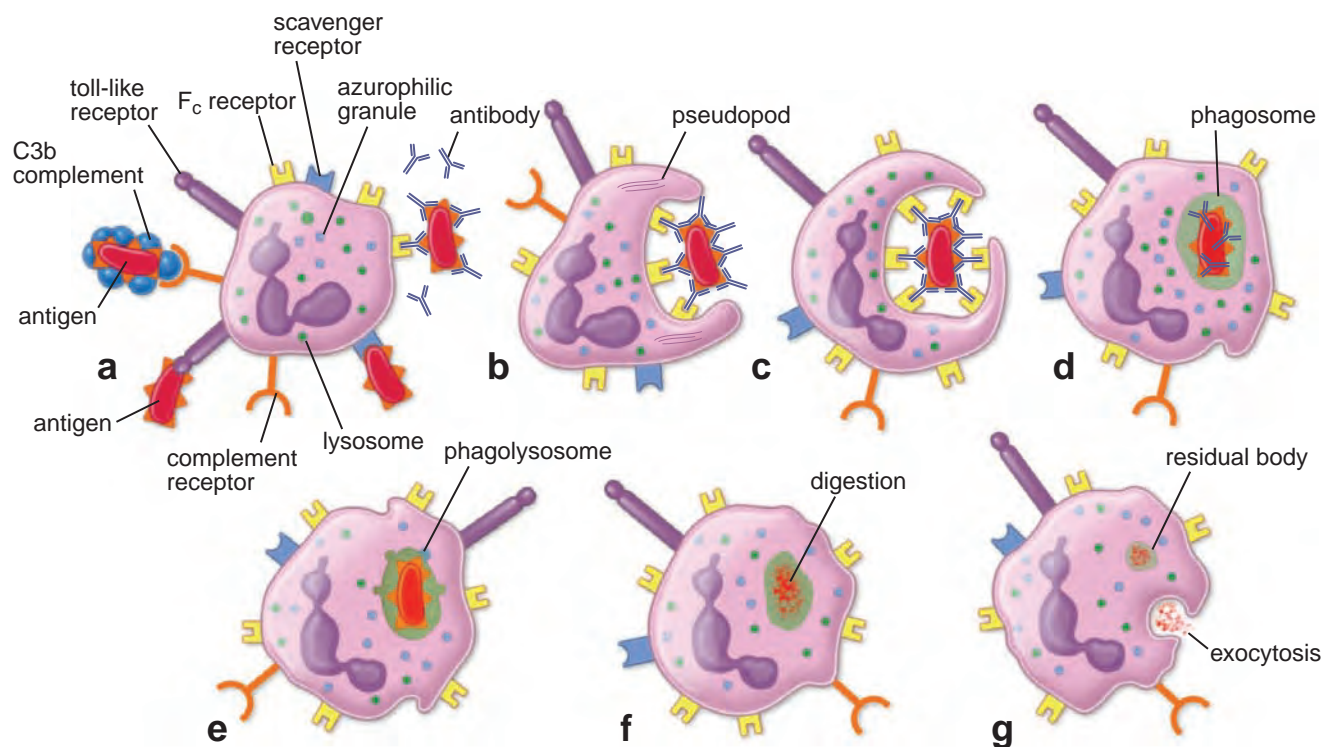 scavenger
receptor
toll-like
receptor
Fc receptor
azurophilic
granule
antibody
pseudopod
phagosome
C3b
complement
antigen
a
b
c
d
antigen
complement
receptor
lysosome
phagolysosome
digestion
residual body
exocytosis
e
f
g